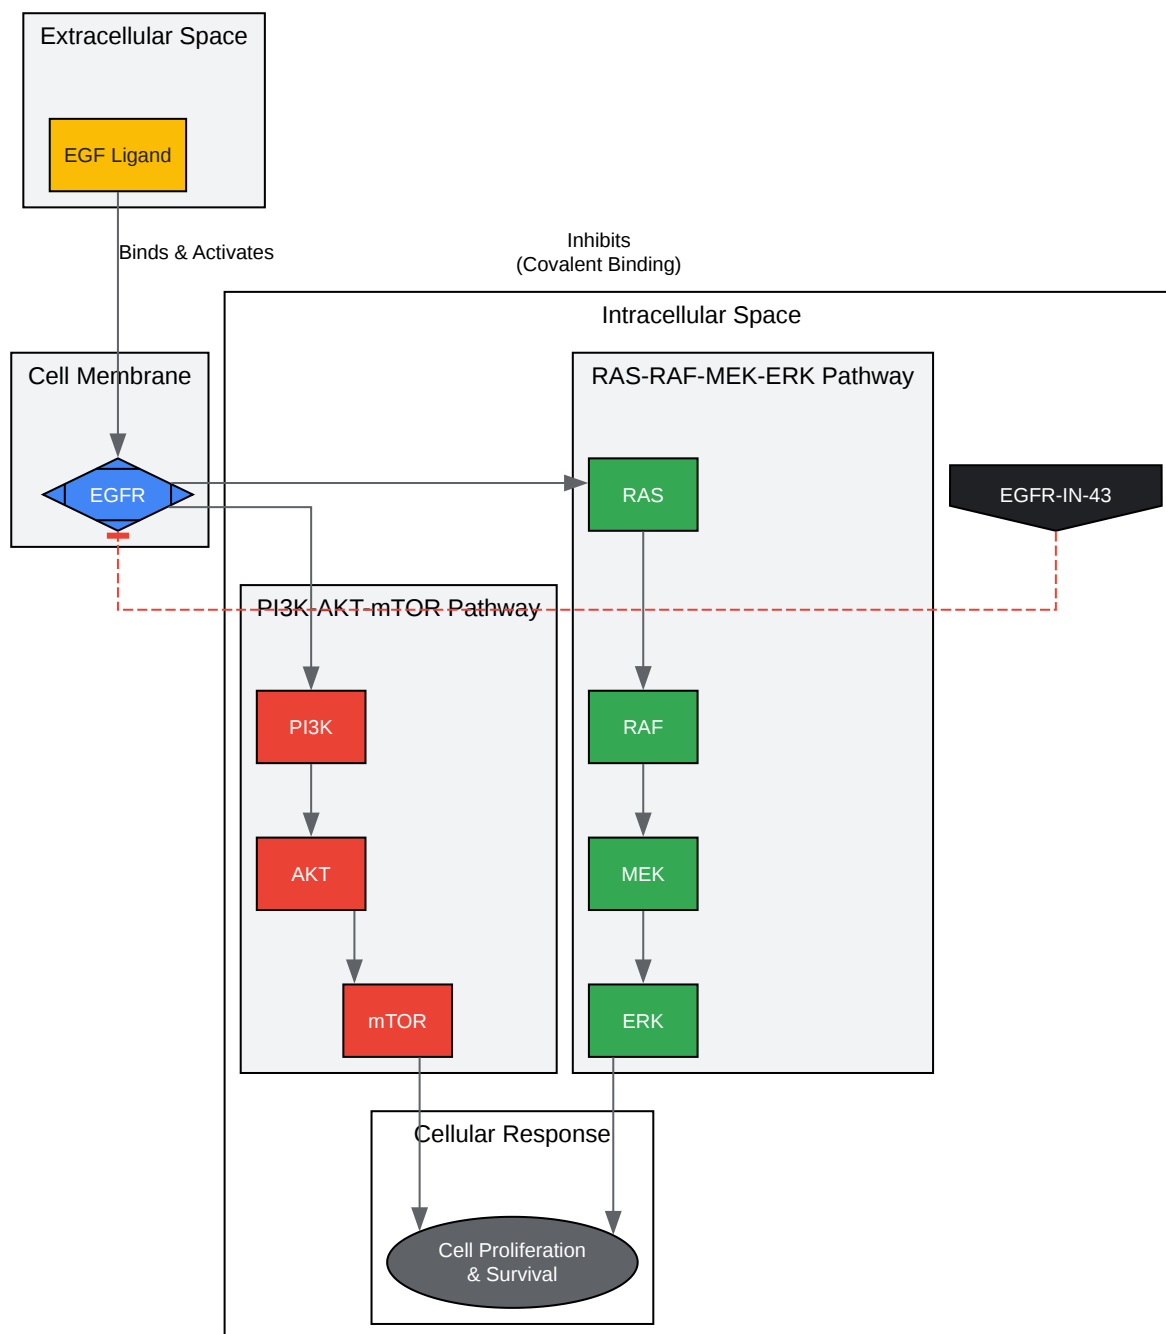 Extracellular Space
EGF Ligand
Binds & Activates
Inhibits
(Covalent Binding)
Intracellular Space
Cell Membrane
RAS-RAF-MEK-ERK Pathway
EGFR
RAS
EGFR-IN-43
PI3K-AKT-mTOR Pathway
PI3K
RAF
AKT
MEK
mTOR
ERK
Cellular Response
Cell Proliferation
& Survival